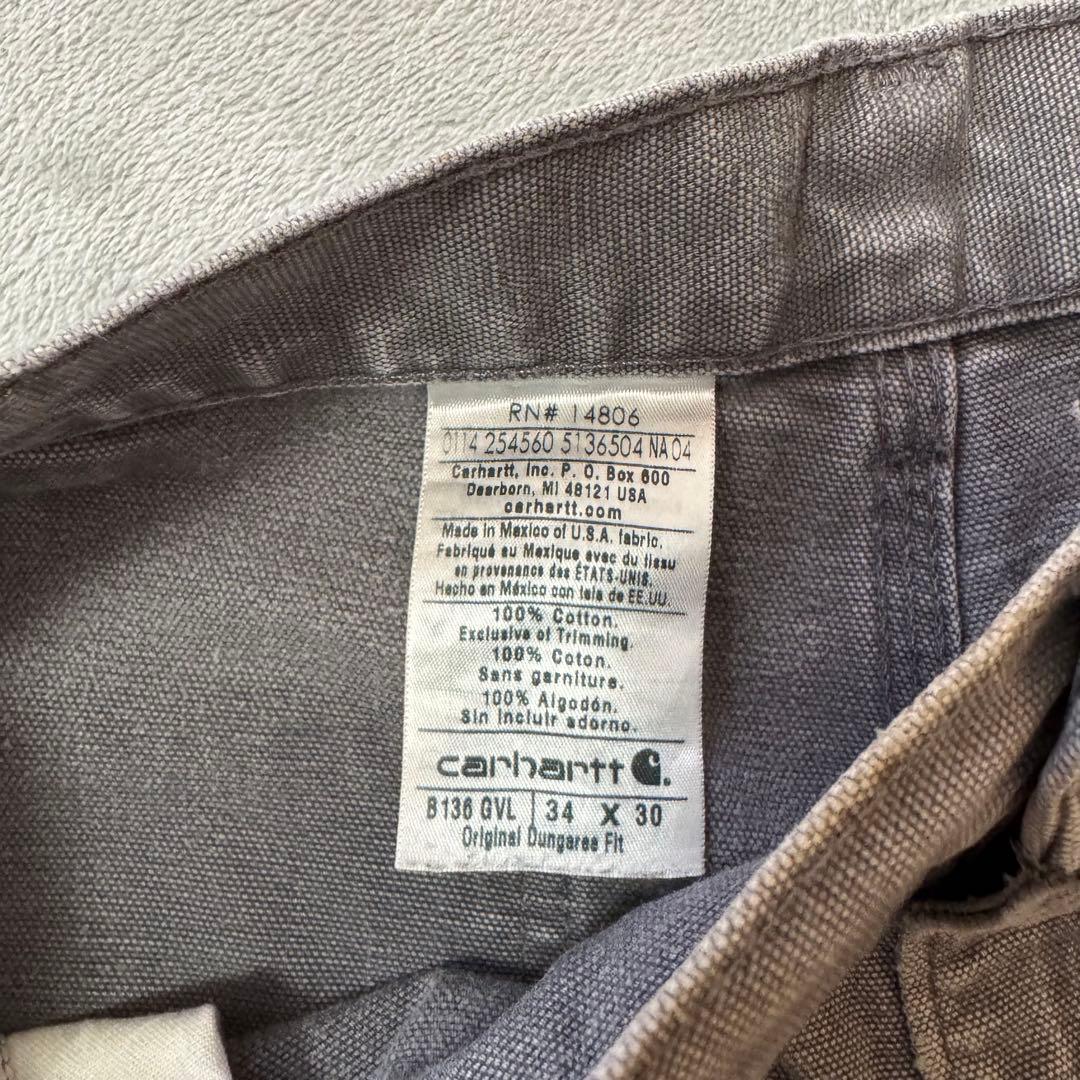 RN# 14806
0114 254560 5136504 NA 04
Carhartt, Inc. P. O. Box 600
Dearborn, MI 48121 USA
carhartt.com
Made in Mexico of U.S.A. fabric.
Fabriqué au Mexique avec du tissu
en provenance des ÉTATS-UNIS.
Hecho en México con tela de EE.UU.
100% Cotton.
Exclusive of Trimming.
100% Coton.
Sans garniture.
100% Algodón.
Sin incluir adorno.
carhartt
B136 GVL 34 X 30
Original Dungaree Fit